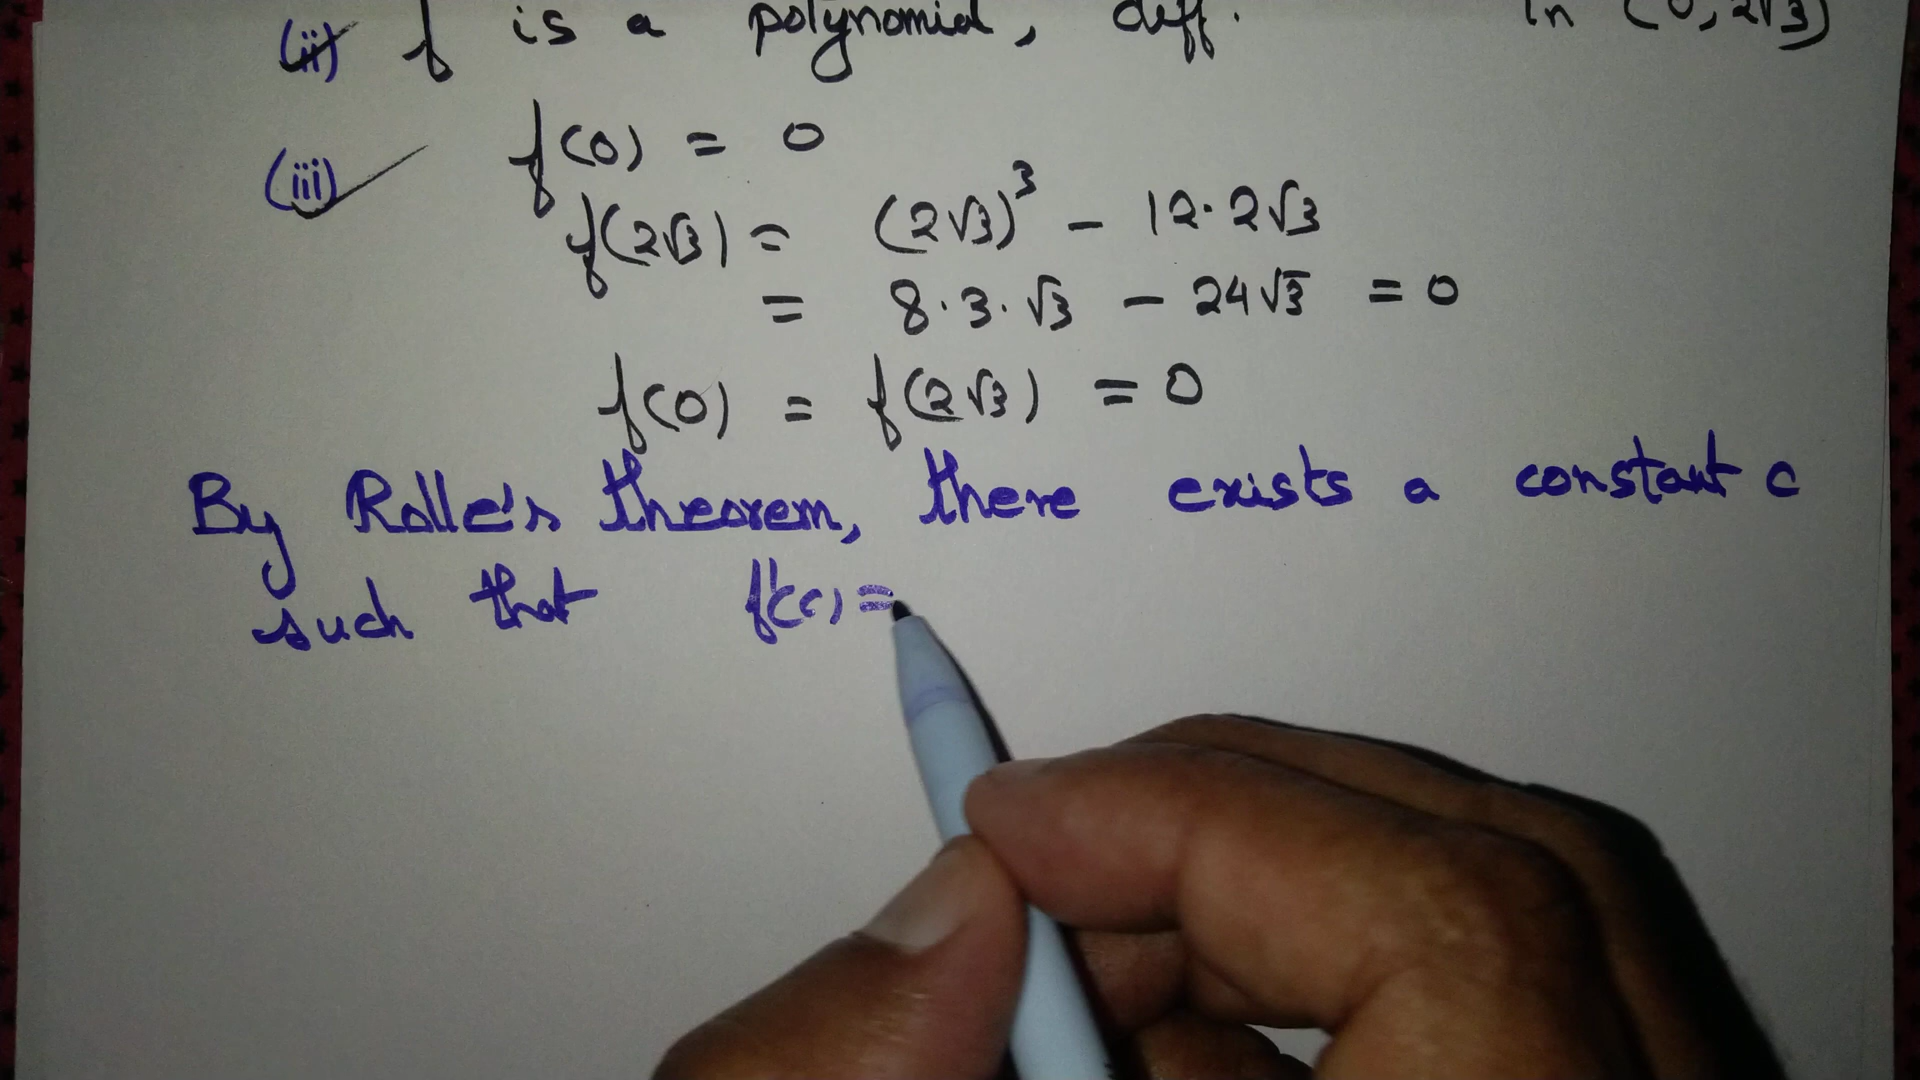 (ii) f is a polynomial, diff. in (0, 2√3)
(iii) f(0) = 0
f(2√3) = (2√3)³ - 12·2√3
= 8·3·√3 - 24√3 = 0
f(0) = f(2√3) = 0
By Rolle's theorem, there exists a constant c
such that f'(c) =